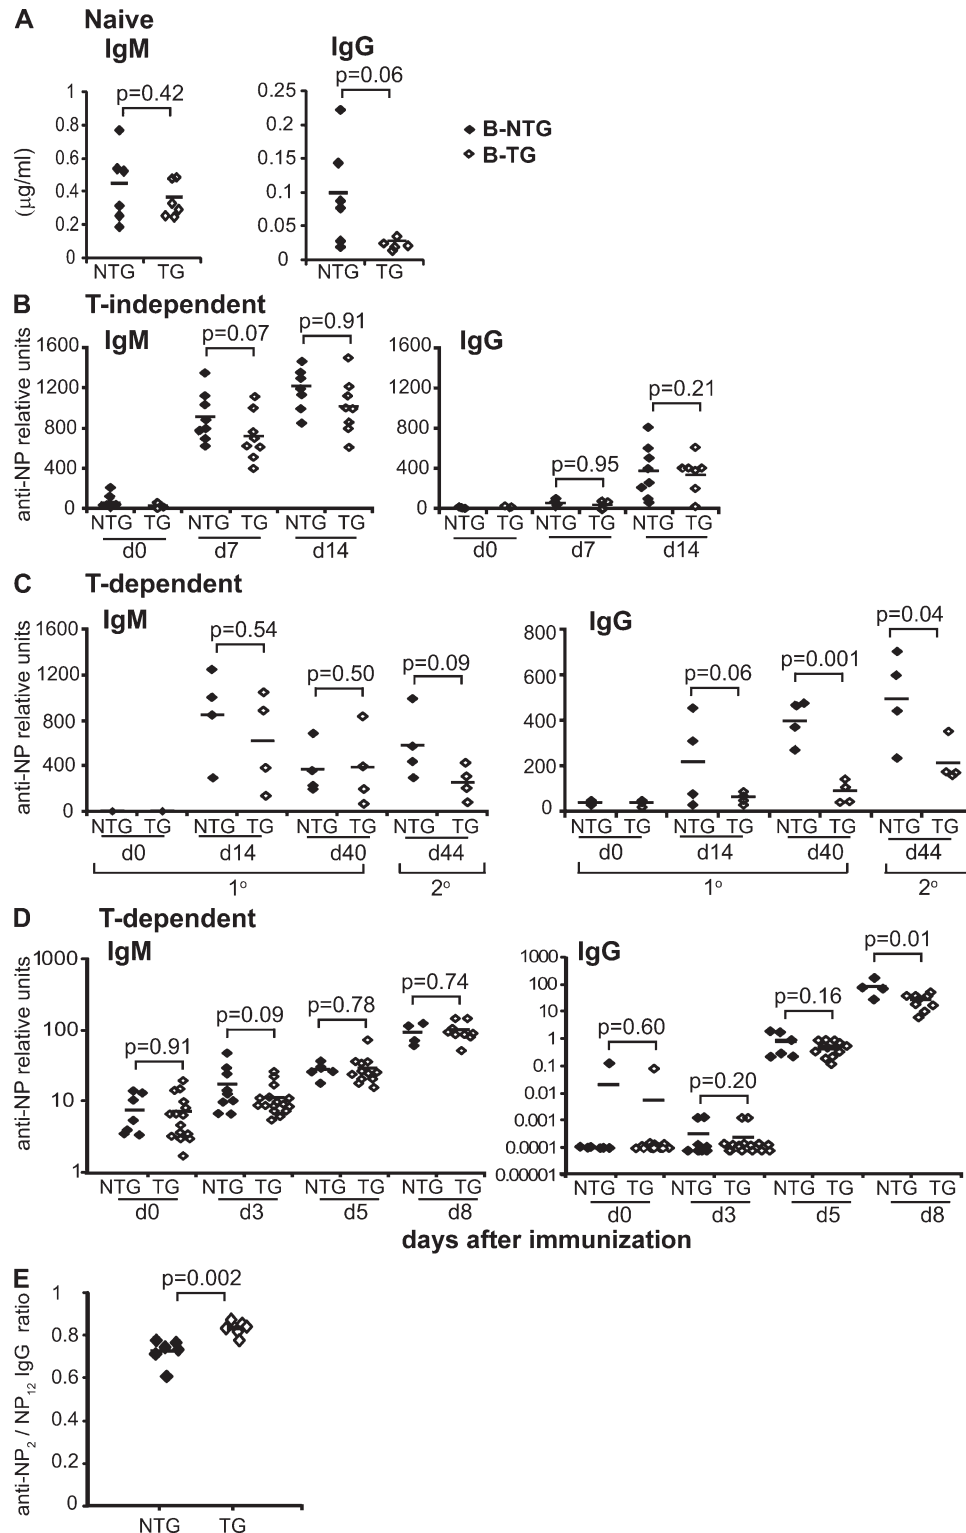 A Naive
IgM IgG
p=0.42 p=0.06
1 0.25
0.8 0.2
0.6 0.15
0.4 0.1
0.2 0.05
0 0
(μg/ml)
B-NTG
B-TG
NTG TG NTG TG
B T-independent
IgM IgG
anti-NP relative units
p=0.07 p=0.91 p=0.95 p=0.21
1600 1600
1200 1200
800 800
400 400
0 0
NTG TG NTG TG NTG TG NTG TG NTG TG NTG TG
d0 d7 d14 d0 d7 d14
C T-dependent
IgM IgG
anti-NP relative units
p=0.54 p=0.50 p=0.09 p=0.06 p=0.001 p=0.04
1600 800
1200 600
800 400
400 200
0 0
NTG TG NTG TG NTG TG NTG TG NTG TG NTG TG NTG TG NTG TG
d0 d14 d40 d44 d0 d14 d40 d44
1° 2° 1° 2°
D T-dependent
IgM IgG
anti-NP relative units
p=0.91 p=0.09 p=0.78 p=0.74 p=0.60 p=0.20 p=0.16 p=0.01
1000 1000
100 100
10 10
1 1
0.1
0.01
0.001
0.0001
0.00001
NTG TG NTG TG NTG TG NTG TG NTG TG NTG TG NTG TG NTG TG
d0 d3 d5 d8 d0 d3 d5 d8
days after immunization
E
anti-NP2 / NP12 IgG ratio
p=0.002
1
0.8
0.6
0.4
0.2
0
NTG TG